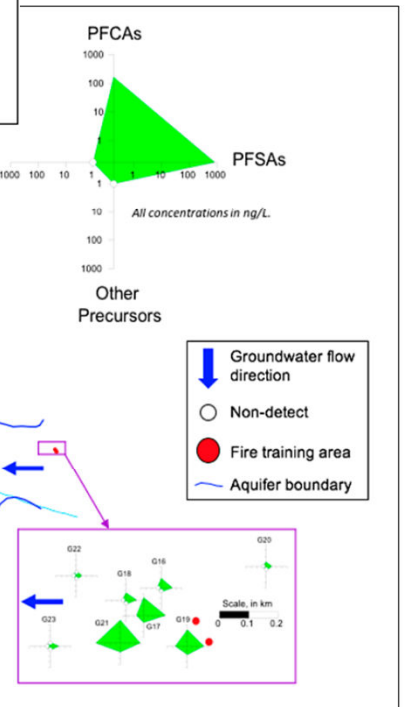 PFCAs
1000
100
10
1
PFSAs
1000 100 10 1 1 10 100 1000
1
10
All concentrations in ng/L.
100
1000
Other
Precursors
Groundwater flow
direction
Non-detect
Fire training area
Aquifer boundary
G20
G22
G16
G18
Scale, in km
0 0.1 0.2
G23
G21
G17
G19